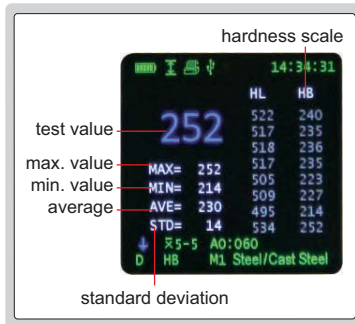 hardness scale
14:34:31
HL HB
252
522 240
517 235
518 236
517 235
505 223
509 227
495 214
534 252
test value
max. value
min. value
average
MAX= 252
MIN= 214
AVE= 230
STD= 14
x̅5-5 A0:060
D HB M1 Steel/Cast Steel
standard deviation